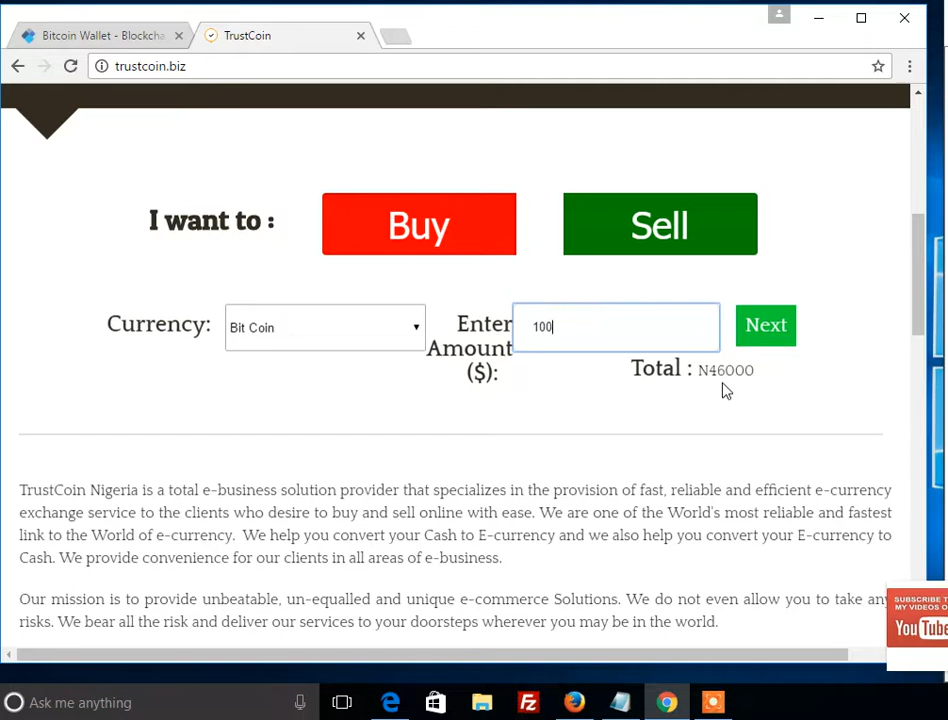 Bitcoin Wallet - Blockcha
TrustCoin
trustcoin.biz
I want to :
Buy
Sell
Currency:
Bit Coin
Enter
Amount
($):
100
Next
Total : N46000
TrustCoin Nigeria is a total e-business solution provider that specializes in the provision of fast, reliable and efficient e-currency
exchange service to the clients who desire to buy and sell online with ease. We are one of the World's most reliable and fastest
link to the World of e-currency. We help you convert your Cash to E-currency and we also help you convert your E-currency to
Cash. We provide convenience for our clients in all areas of e-business.
Our mission is to provide unbeatable, un-equalled and unique e-commerce Solutions. We do not even allow you to take any
risks. We bear all the risk and deliver our services to your doorsteps wherever you may be in the world.
SUBSCRIBE T
MY VIDEOS O
YouTube
Ask me anything
Fz